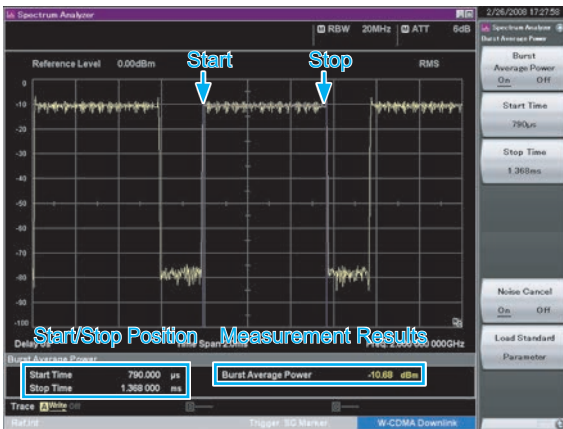 Spectrum Analyzer
2/26/2008 17:27:58
RBW 20MHz ATT 6dB
Reference Level 0.00dBm
Start
Stop
RMS
0
-10
-20
-30
-40
-50
-60
-70
-80
-90
-100
Start/Stop Position
Measurement Results
Burst Average Power
Start Time 790.000 µs
Stop Time 1.368 000 ms
Burst Average Power -10.68 dBm
Trace A Write Off
Ref.Int
Trigger SG Marker
W-CDMA Downlink
Spectrum Analyzer
Burst Average Power
Burst
Average Power
On Off
Start Time
790µs
Stop Time
1.368ms
Noise Cancel
On Off
Load Standard
Parameter